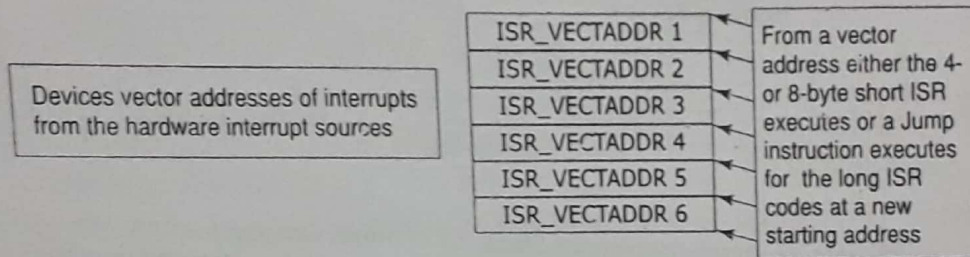 Devices vector addresses of interrupts
from the hardware interrupt sources
ISR_VECTADDR 1
ISR_VECTADDR 2
ISR_VECTADDR 3
ISR_VECTADDR 4
ISR_VECTADDR 5
ISR_VECTADDR 6
From a vector
address either the 4-
or 8-byte short ISR
executes or a Jump
instruction executes
for the long ISR
codes at a new
starting address